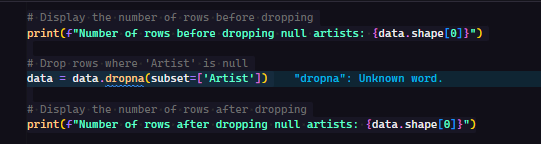 # Display the number of rows before dropping
print(f"Number of rows before dropping null artists: {data.shape[0]}")
# Drop rows where 'Artist' is null
data = data.dropna(subset=['Artist']) "dropna": Unknown word.
# Display the number of rows after dropping
print(f"Number of rows after dropping null artists: {data.shape[0]}")